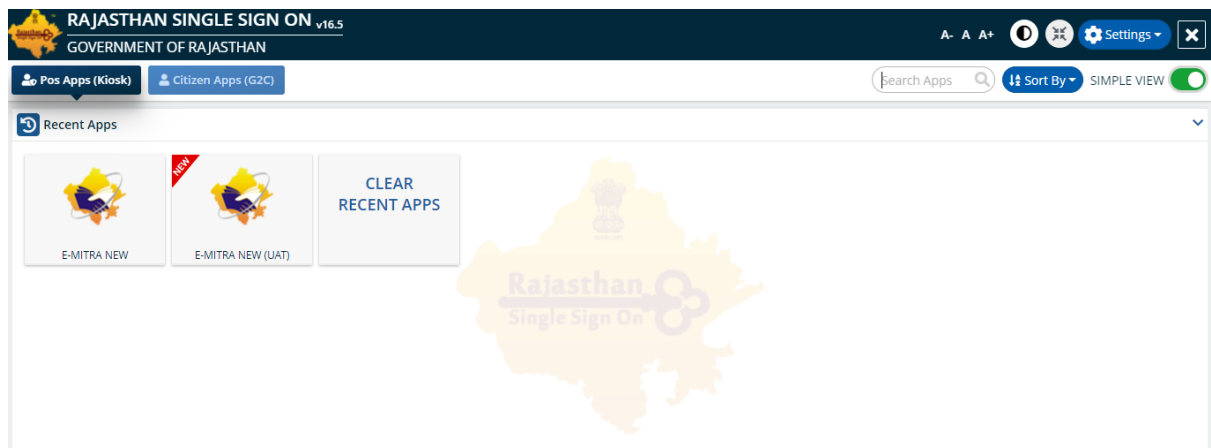 RAJASTHAN SINGLE SIGN ON v16.5
GOVERNMENT OF RAJASTHAN
A- A A+
Settings
Pos Apps (Kiosk)
Citizen Apps (G2C)
Search Apps
Sort By
SIMPLE VIEW
Recent Apps
E-MITRA NEW
NEW
E-MITRA NEW (UAT)
CLEAR
RECENT APPS
Rajasthan
Single Sign On